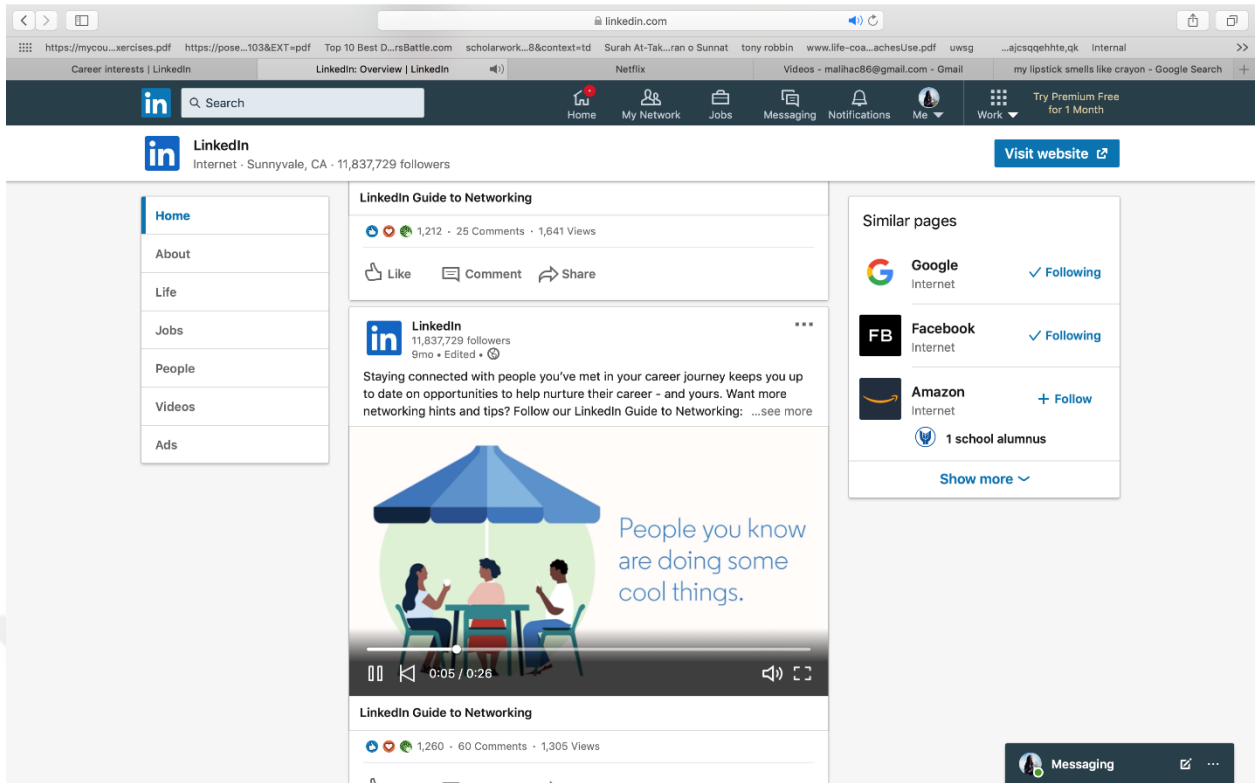 linkedin.com
https://mycou...xercises.pdf https://pose...103&EXT=pdf Top 10 Best D...rsBattle.com scholarwork...8&context=td Surah At-Tak...ran o Sunnat tony robbin www.life-coa...achesUse.pdf uwsg ...ajcsqqehhte,qk Internal >>
Career interests | LinkedIn LinkedIn: Overview | LinkedIn Netflix Videos - malihac86@gmail.com - Gmail my lipstick smells like crayon - Google Search +
in Search Home My Network Jobs Messaging Notifications Me Work Try Premium Free
for 1 Month
in LinkedIn
Internet · Sunnyvale, CA · 11,837,729 followers
Visit website
Home
About
Life
Jobs
People
Videos
Ads
LinkedIn Guide to Networking
1,212 · 25 Comments · 1,641 Views
Like Comment Share
in LinkedIn
11,837,729 followers
9mo • Edited •
Staying connected with people you've met in your career journey keeps you up
to date on opportunities to help nurture their career - and yours. Want more
networking hints and tips? Follow our LinkedIn Guide to Networking: ...see more
People you know
are doing some
cool things.
0:05 / 0:26
LinkedIn Guide to Networking
1,260 · 60 Comments · 1,305 Views
Similar pages
G Google
Internet
Following
FB Facebook
Internet
Following
Amazon
Internet
+ Follow
1 school alumnus
Show more
Messaging